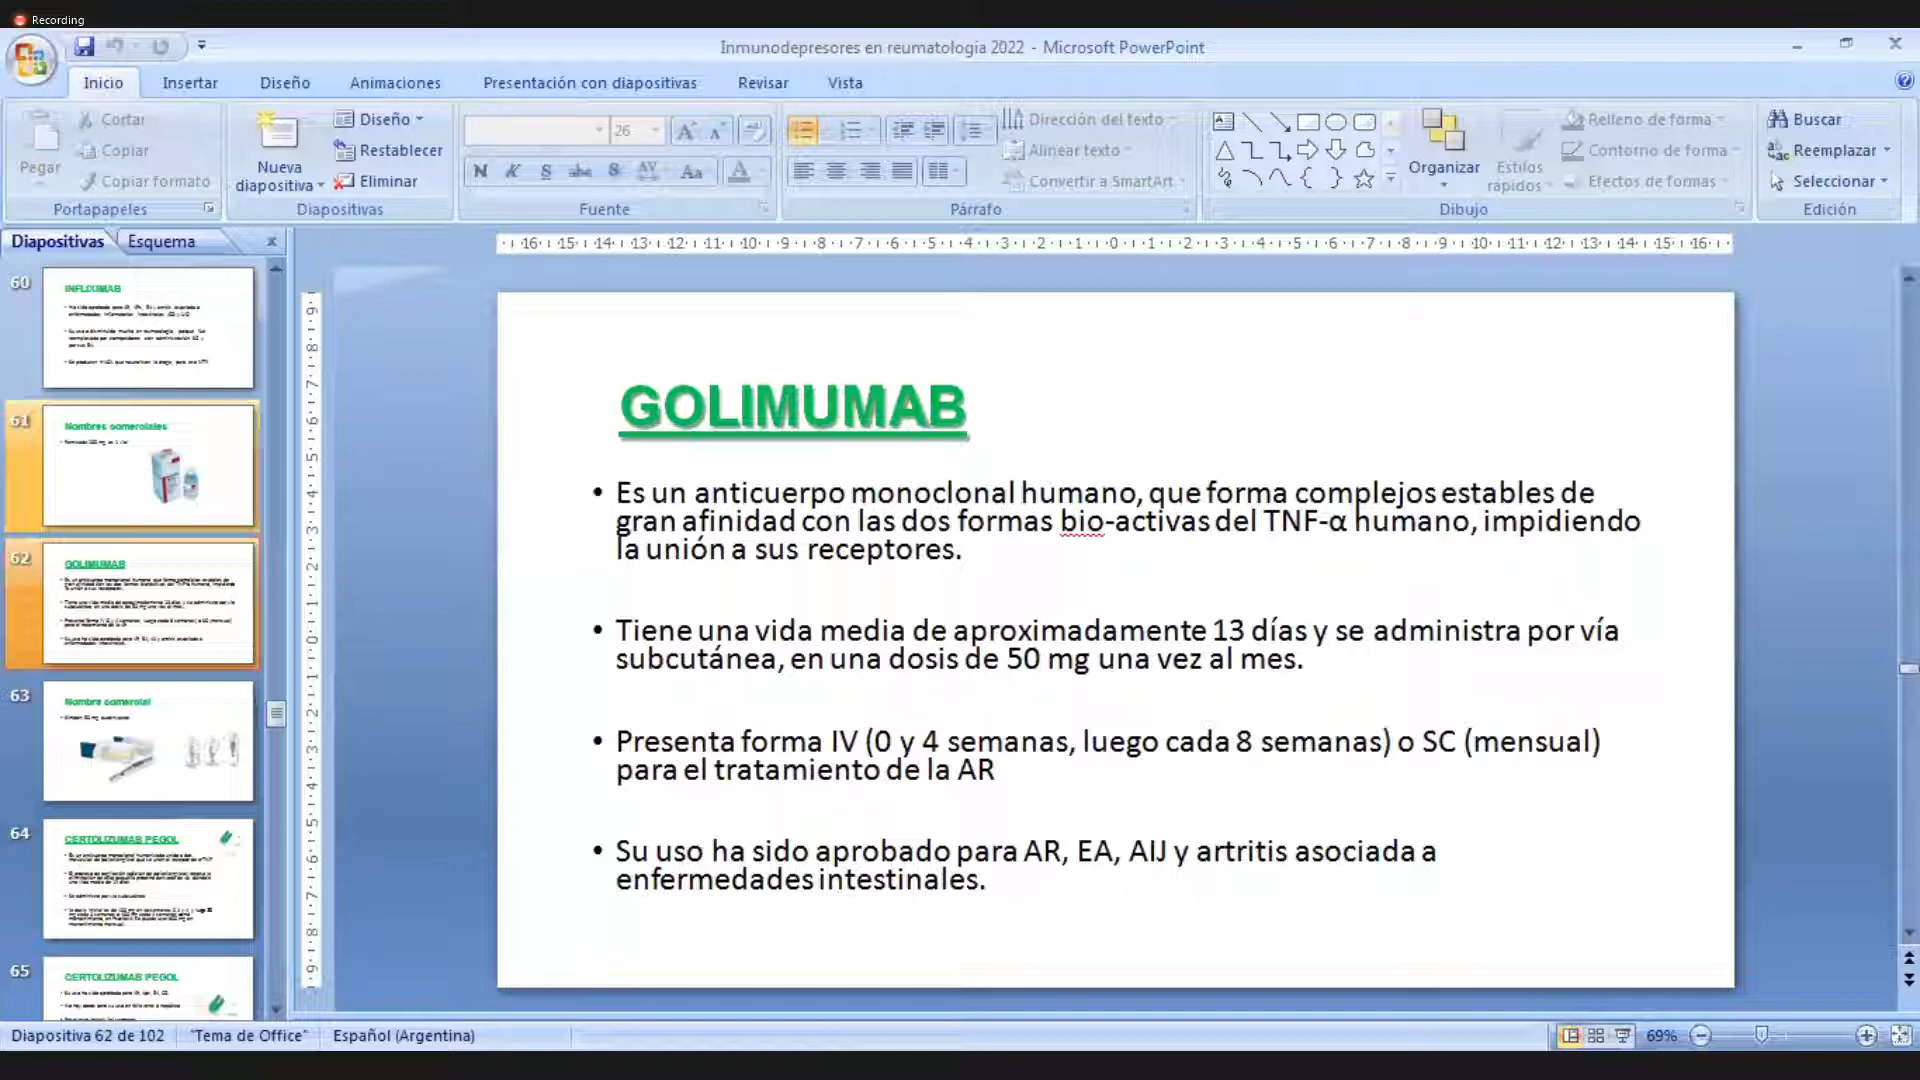 Recording
Inmunodepresores en reumatologia 2022 - Microsoft PowerPoint
Inicio
Insertar
Diseño
Animaciones
Presentación con diapositivas
Revisar
Vista
Pegar
Cortar
Copiar
Copiar formato
Portapapeles
Nueva
diapositiva
Diseño
Restablecer
Eliminar
Diapositivas
26
Fuente
Párrafo
Dirección del texto
Alinear texto
Convertir a SmartArt
Organizar
Estilos
rápidos
Relleno de forma
Contorno de forma
Efectos de formas
Dibujo
Buscar
Reemplazar
Seleccionar
Edición
Diapositivas
Esquema
60
INFLIXIMAB
61
Nombres comerciales
62
GOLIMUMAB
63
Nombre comercial
64
CERTOLIZUMAB PEGOL
65
CERTOLIZUMAB PEGOL
GOLIMUMAB
• Es un anticuerpo monoclonal humano, que forma complejos estables de
gran afinidad con las dos formas bio-activas del TNF-α humano, impidiendo
la unión a sus receptores.
• Tiene una vida media de aproximadamente 13 días y se administra por vía
subcutánea, en una dosis de 50 mg una vez al mes.
• Presenta forma IV (0 y 4 semanas, luego cada 8 semanas) o SC (mensual)
para el tratamiento de la AR
• Su uso ha sido aprobado para AR, EA, AIJ y artritis asociada a
enfermedades intestinales.
Diapositiva 62 de 102
"Tema de Office"
Español (Argentina)
69%